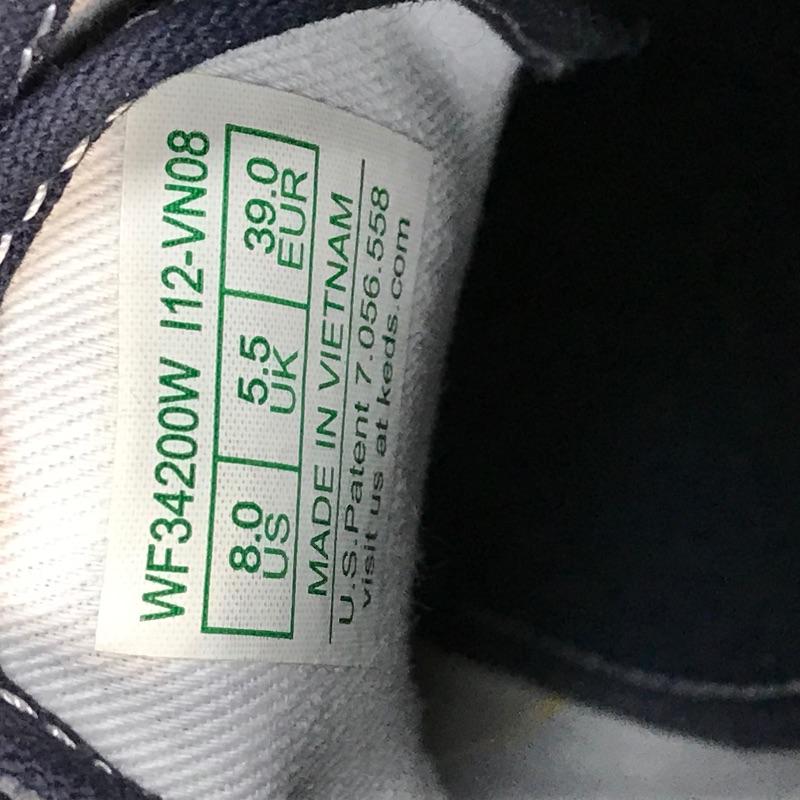 WF34200W I12-VN08
8.0 5.5 39.0
US UK EUR
MADE IN VIETNAM
U.S.Patent 7.056.558
visit us at keds.com